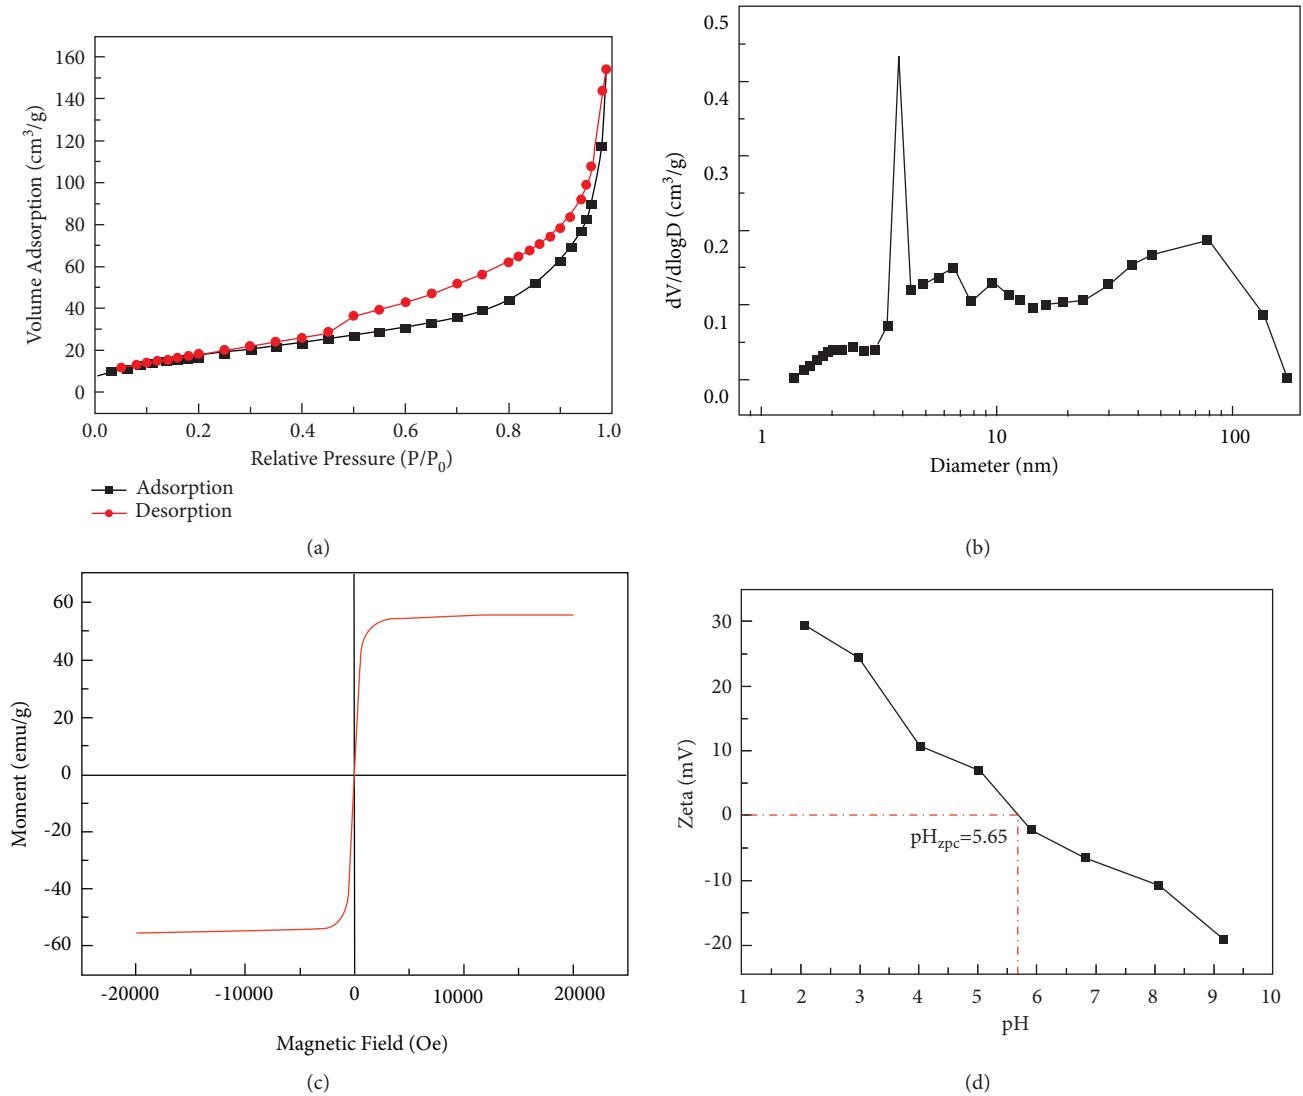 160
140
120
100
80
60
40
20
0
Volume Adsorption (cm³/g)
0.0 0.2 0.4 0.6 0.8 1.0
Relative Pressure (P/P₀)
Adsorption
Desorption
(a)
0.5
0.4
0.3
0.2
0.1
0.0
dV/dlogD (cm³/g)
1 10 100
Diameter (nm)
(b)
60
40
20
0
-20
-40
-60
Moment (emu/g)
-20000 -10000 0 10000 20000
Magnetic Field (Oe)
(c)
30
20
10
0
-10
-20
Zeta (mV)
pH_zpc=5.65
1 2 3 4 5 6 7 8 9 10
pH
(d)